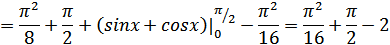 = π²/8 + π/2 + (sinx + cosx)|₀^{π/2} − π²/16 = π²/16 + π/2 − 2